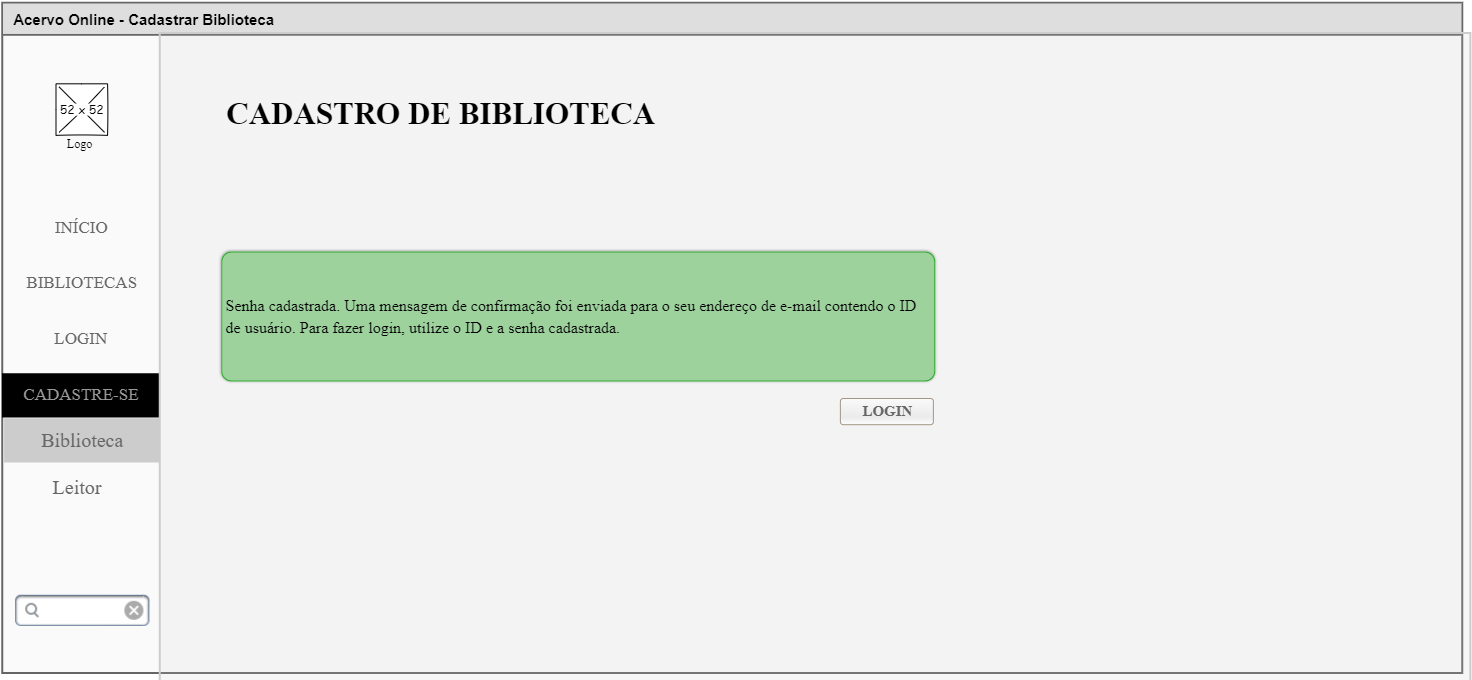 Acervo Online - Cadastrar Biblioteca
52 x 52
Logo
INÍCIO
BIBLIOTECAS
LOGIN
CADASTRE-SE
Biblioteca
Leitor
CADASTRO DE BIBLIOTECA
Senha cadastrada. Uma mensagem de confirmação foi enviada para o seu endereço de e-mail contendo o ID
de usuário. Para fazer login, utilize o ID e a senha cadastrada.
LOGIN